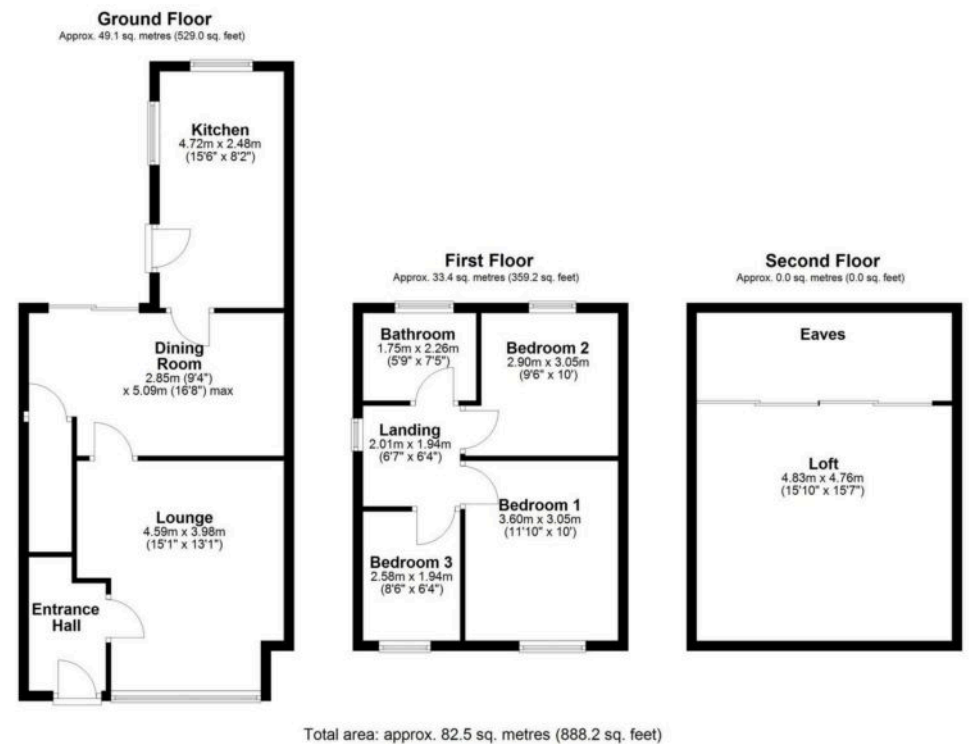 Ground Floor
Approx. 49.1 sq. metres (529.0 sq. feet)
Kitchen
4.72m x 2.48m
(15'6" x 8'2")
Dining
Room
2.85m (9'4")
x 5.09m (16'8") max
Lounge
4.59m x 3.98m
(15'1" x 13'1")
Entrance
Hall
First Floor
Approx. 33.4 sq. metres (359.2 sq. feet)
Bathroom
1.75m x 2.26m
(5'9" x 7'5")
Bedroom 2
2.90m x 3.05m
(9'6" x 10')
Landing
2.01m x 1.94m
(6'7" x 6'4")
Bedroom 1
3.60m x 3.05m
(11'10" x 10')
Bedroom 3
2.58m x 1.94m
(8'6" x 6'4")
Second Floor
Approx. 0.0 sq. metres (0.0 sq. feet)
Eaves
Loft
4.83m x 4.76m
(15'10" x 15'7")
Total area: approx. 82.5 sq. metres (888.2 sq. feet)